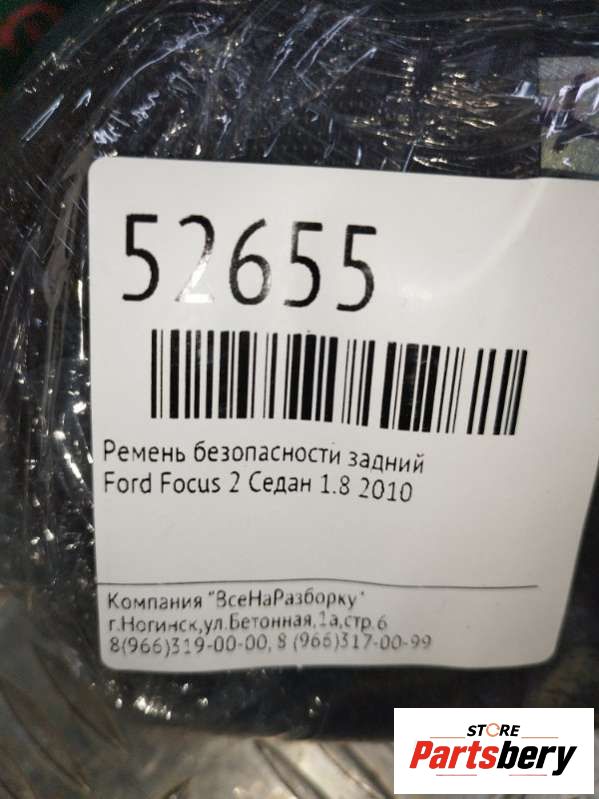 52655
Ремень безопасности задний
Ford Focus 2 Седан 1.8 2010
Компания "ВсеНаРазборку"
г.Ногинск,ул.Бетонная,1а,стр.6
8(966)319-00-00, 8 (966)317-00-99
STORE
Partsbery